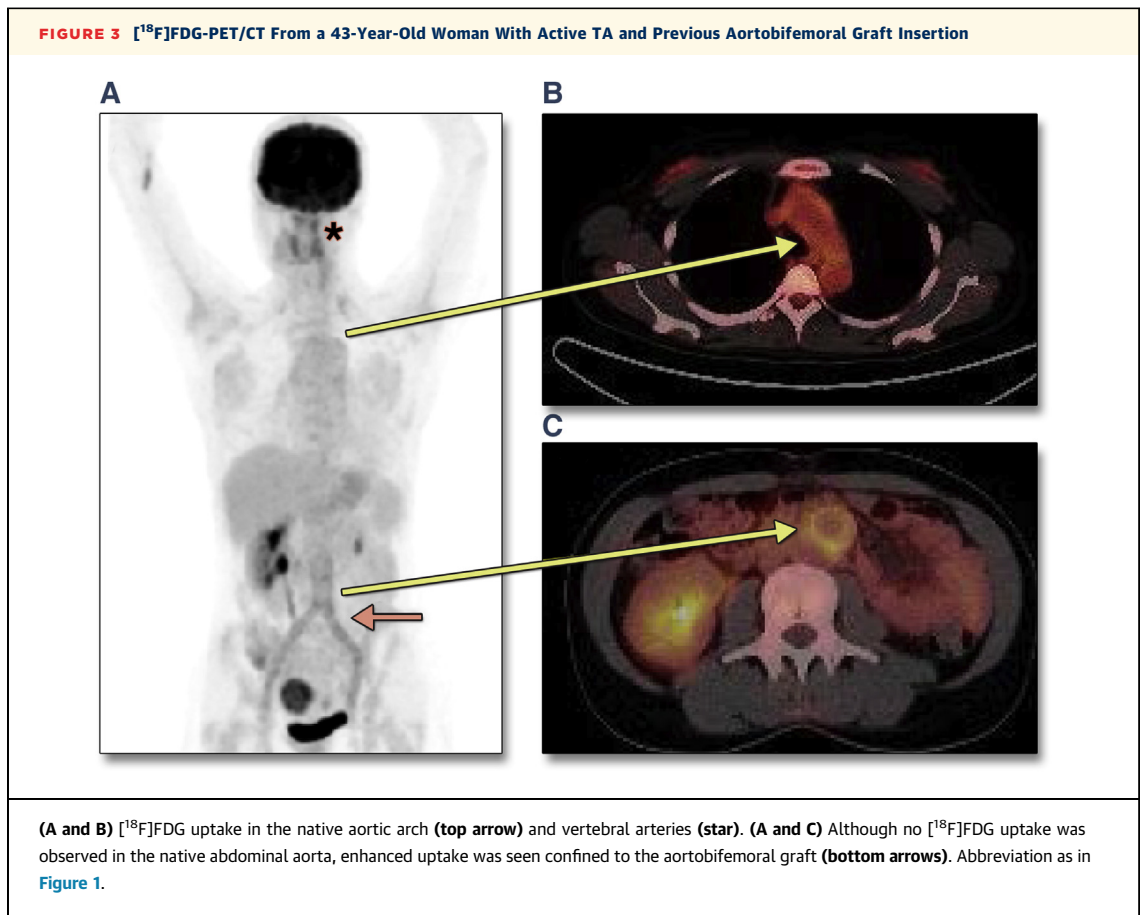 FIGURE 3 [¹⁸F]FDG-PET/CT From a 43-Year-Old Woman With Active TA and Previous Aortobifemoral Graft Insertion
A
B
*
C
(A and B) [¹⁸F]FDG uptake in the native aortic arch (top arrow) and vertebral arteries (star). (A and C) Although no [¹⁸F]FDG uptake was
observed in the native abdominal aorta, enhanced uptake was seen confined to the aortobifemoral graft (bottom arrows). Abbreviation as in
Figure 1.